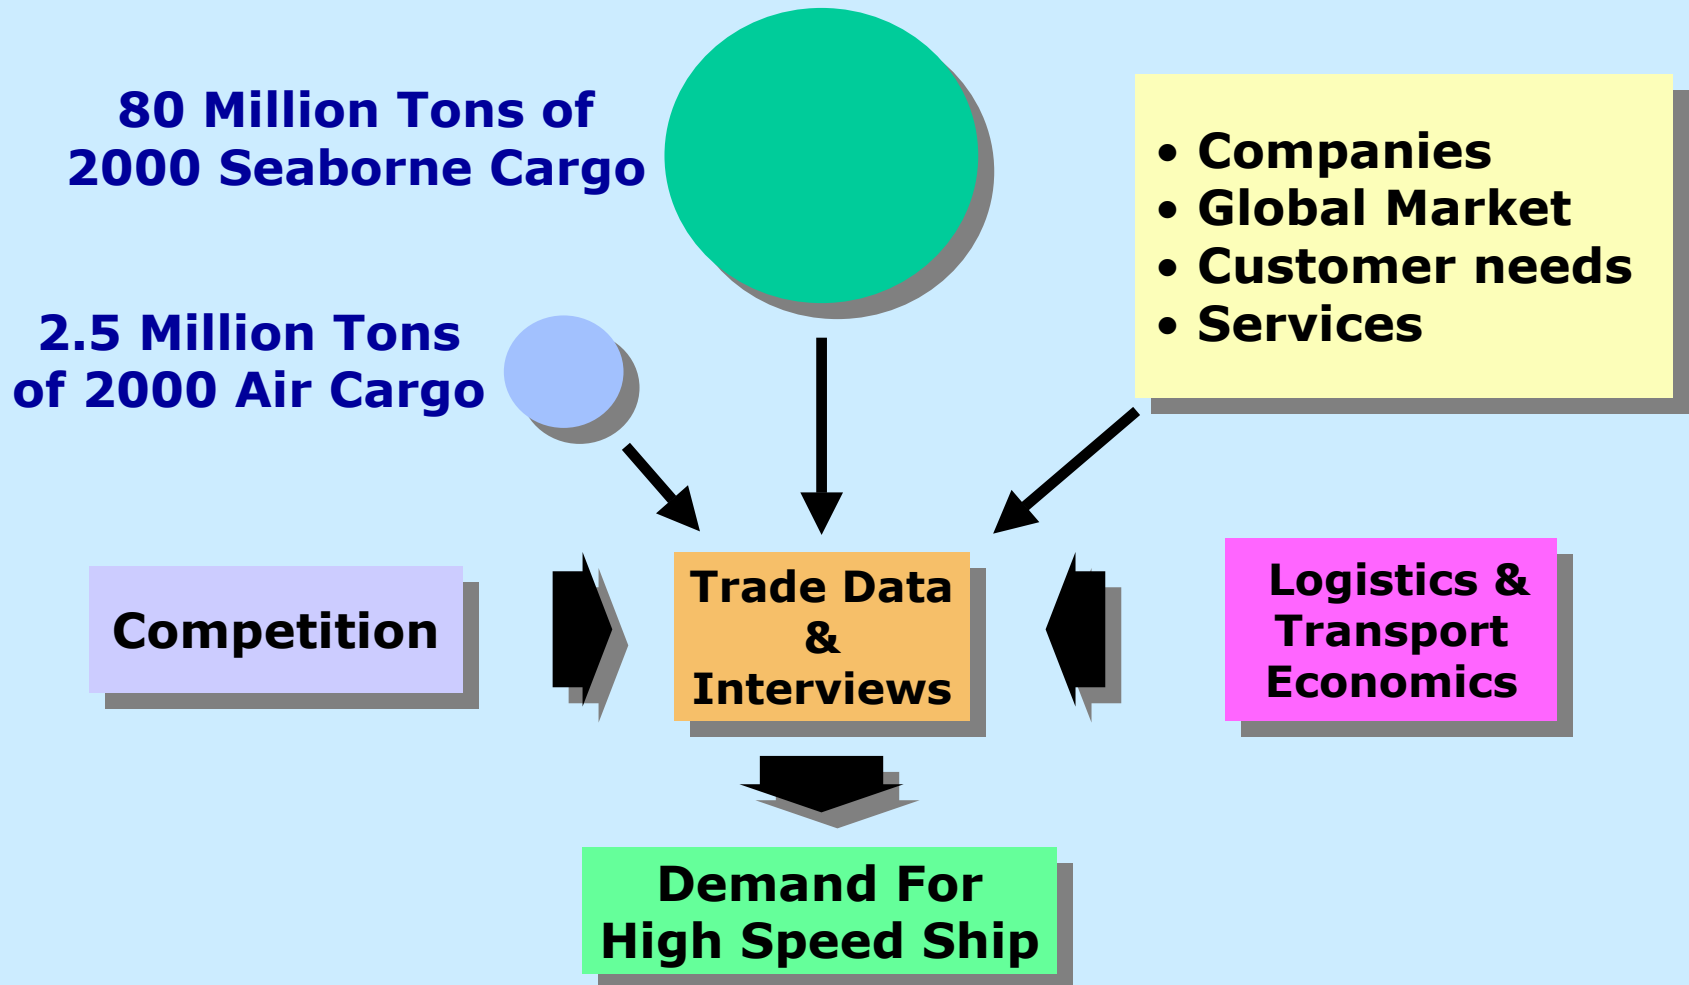 80 Million Tons of
2000 Seaborne Cargo
• Companies
• Global Market
• Customer needs
• Services
2.5 Million Tons
of 2000 Air Cargo
Competition
Trade Data
&
Interviews
Logistics &
Transport
Economics
Demand For
High Speed Ship